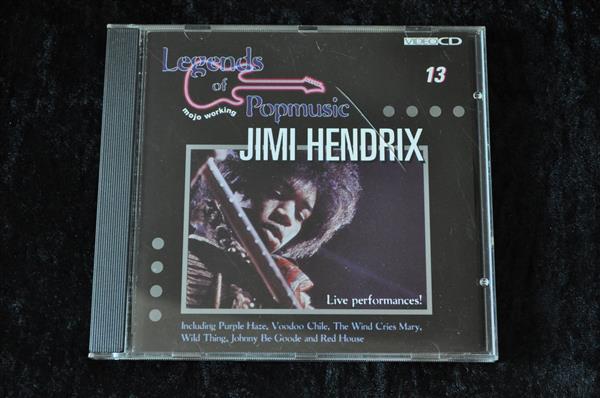 VIDEO CD
Legends
of
Popmusic
mojo working
13
JIMI HENDRIX
Live performances!
Including Purple Haze, Voodoo Chile, The Wind Cries Mary,
Wild Thing, Johnny Be Goode and Red House